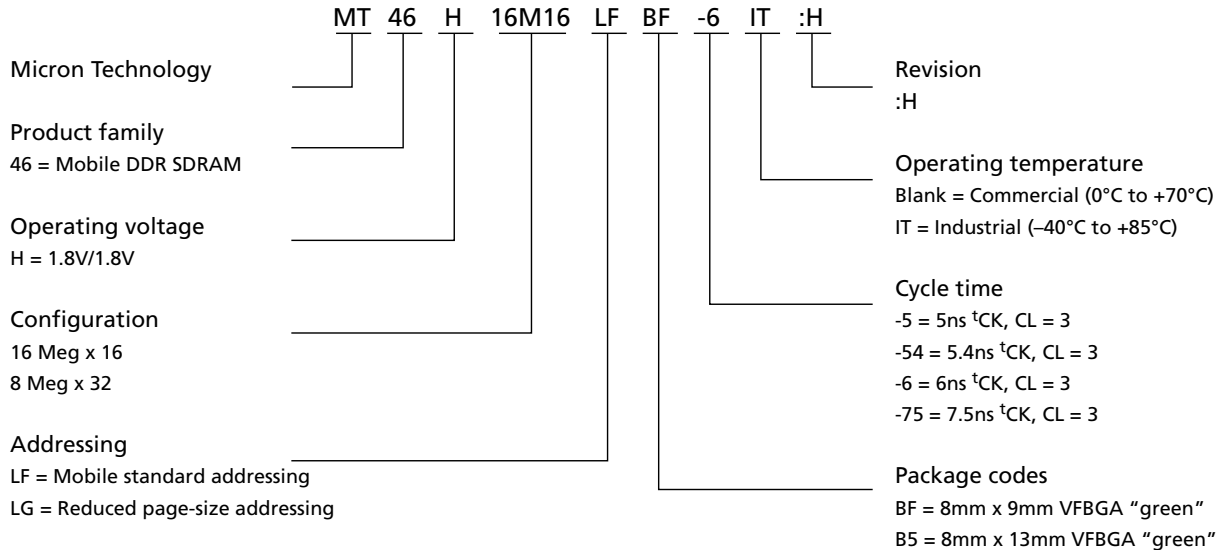 MT 46 H 16M16 LF BF -6 IT :H
Micron Technology
Product family
46 = Mobile DDR SDRAM
Operating voltage
H = 1.8V/1.8V
Configuration
16 Meg x 16
8 Meg x 32
Addressing
LF = Mobile standard addressing
LG = Reduced page-size addressing
Revision
:H
Operating temperature
Blank = Commercial (0°C to +70°C)
IT = Industrial (–40°C to +85°C)
Cycle time
-5 = 5ns tCK, CL = 3
-54 = 5.4ns tCK, CL = 3
-6 = 6ns tCK, CL = 3
-75 = 7.5ns tCK, CL = 3
Package codes
BF = 8mm x 9mm VFBGA “green”
B5 = 8mm x 13mm VFBGA “green”